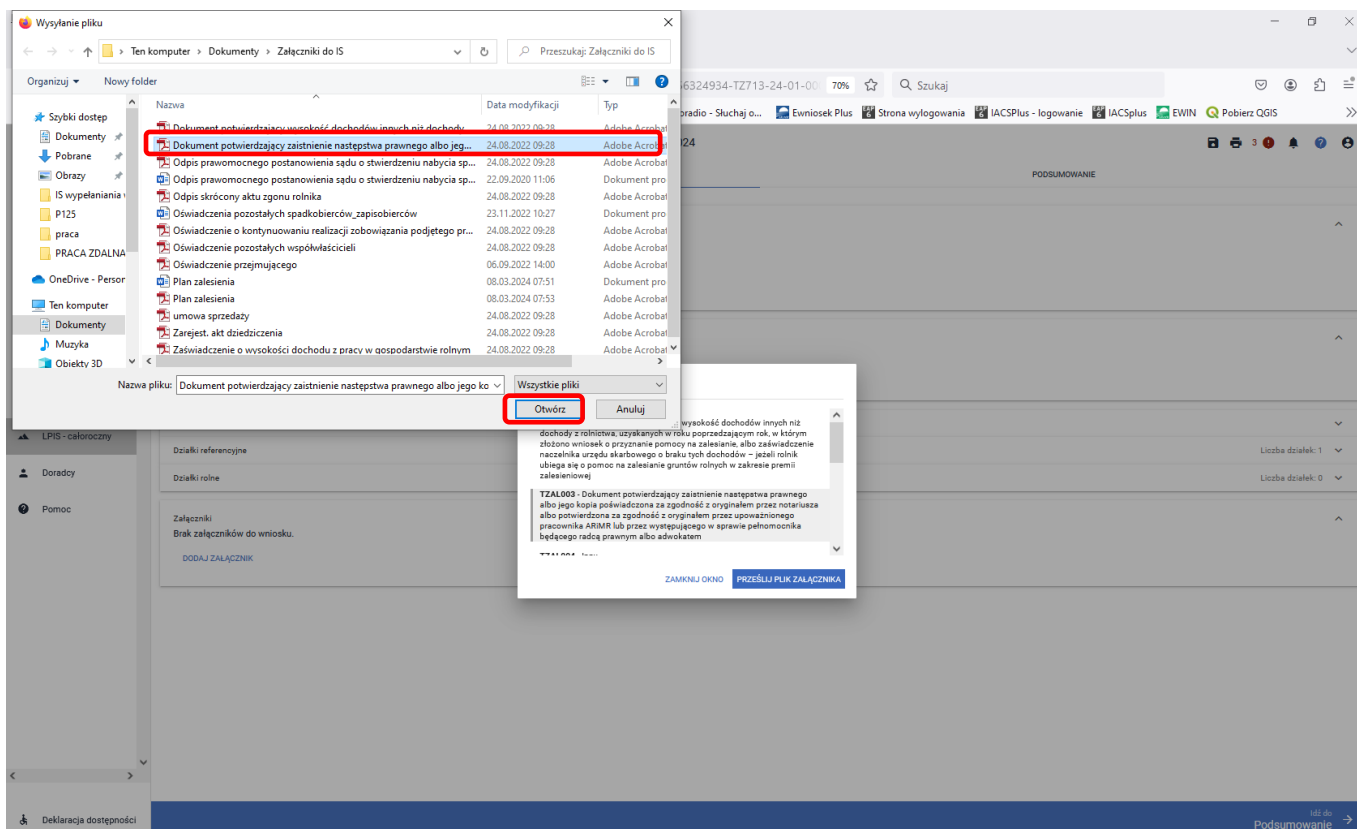 Wysyłanie pliku
Ten komputer > Dokumenty > Załączniki do IS
Przeszukaj: Załączniki do IS
Organizuj Nowy folder
Szybki dostęp
Dokumenty
Pobrane
Obrazy
IS wypełaniania
P125
praca
PRACA ZDALNA
OneDrive - Person
Ten komputer
Dokumenty
Muzyka
Obiekty 3D
Nazwa Data modyfikacji Typ
Dokument potwierdzający wysokość dochodów innych niż dochody 24.08.2022 09:28 Adobe Acrobat
Dokument potwierdzający zaistnienie następstwa prawnego albo jeg... 24.08.2022 09:28 Adobe Acrobat
Odpis prawomocnego postanowienia sądu o stwierdzeniu nabycia sp... 24.08.2022 09:28 Adobe Acrobat
Odpis prawomocnego postanowienia sądu o stwierdzeniu nabycia sp... 22.09.2020 11:06 Dokument pro
Odpis skrócony aktu zgonu rolnika 24.08.2022 09:28 Adobe Acrobat
Oświadczenia pozostałych spadkobierców_zapisobierców 23.11.2022 10:27 Dokument pro
Oświadczenie o kontynuowaniu realizacji zobowiązania podjętego pr... 24.08.2022 09:28 Adobe Acrobat
Oświadczenie pozostałych współwłaścicieli 24.08.2022 09:28 Adobe Acrobat
Oświadczenie przejmującego 06.09.2022 14:00 Adobe Acrobat
Plan zalesienia 08.03.2024 07:51 Dokument pro
Plan zalesienia 08.03.2024 07:53 Adobe Acrobat
umowa sprzedaży 24.08.2022 09:28 Adobe Acrobat
Zarejest. akt dziedziczenia 24.08.2022 09:28 Adobe Acrobat
Zaświadczenie o wysokości dochodu z pracy w gospodarstwie rolnym 24.08.2022 09:28 Adobe Acrobat
Nazwa pliku: Dokument potwierdzający zaistnienie następstwa prawnego albo jego ko Wszystkie pliki
Otwórz Anuluj
6324934-TZ713-24-01-00 70% Szukaj
oradio - Słuchaj o... Ewniosek Plus Strona wylogowania IACSPlus - logowanie IACSplus EWIN Pobierz QGIS
024 3
PODSUMOWANIE
LPIS - całoroczny
Doradcy
Pomoc
Deklaracja dostępności
Działki referencyjne Liczba działek: 1
Działki rolne Liczba działek: 0
Załączniki
Brak załączników do wniosku.
DODAJ ZAŁĄCZNIK
wysokość dochodów innych niż
dochody z rolnictwa, uzyskanych w roku poprzedzającym rok, w którym
złożono wniosek o przyznanie pomocy na zalesianie, albo zaświadczenie
naczelnika urzędu skarbowego o braku tych dochodów – jeżeli rolnik
ubiega się o pomoc na zalesianie gruntów rolnych w zakresie premii
zalesieniowej
TZAL003 - Dokument potwierdzający zaistnienie następstwa prawnego
albo jego kopia poświadczona za zgodność z oryginałem przez notariusza
albo potwierdzona za zgodność z oryginałem przez upoważnionego
pracownika ARiMR lub przez występującego w sprawie pełnomocnika
będącego radcą prawnym albo adwokatem
ZAMKNIJ OKNO PRZEŚLIJ PLIK ZAŁĄCZNIKA
Idź do
Podsumowanie